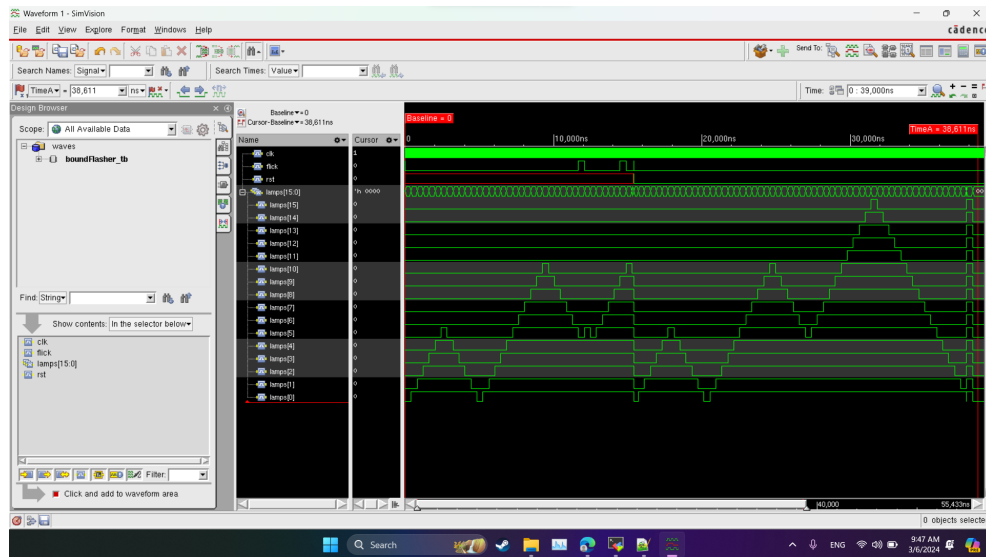 Waveform 1 - SimVision
File Edit View Explore Format Windows Help
cādence
Send To:
Search Names: Signal
Search Times: Value
TimeA = 38,611 ns
Time: 0 : 39,000ns
Design Browser
Scope: All Available Data
waves
boundFlasher_tb
Find: String
Show contents: In the selector below
clk
flick
lamps[15:0]
rst
Filter:
Click and add to waveform area
Baseline = 0
Cursor-Baseline = 38,611ns
Name Cursor
clk 1
flick 0
rst 0
lamps[15:0] 'h 0000
lamps[15] 0
lamps[14] 0
lamps[13] 0
lamps[12] 0
lamps[11] 0
lamps[10] 0
lamps[9] 0
lamps[8] 0
lamps[7] 0
lamps[6] 0
lamps[5] 0
lamps[4] 0
lamps[3] 0
lamps[2] 0
lamps[1] 0
lamps[0] 0
Baseline = 0
TimeA = 38,611ns
0 10,000ns 20,000ns 30,000ns
40,000 55,433ns
0 objects selecte
Search
ENG
9:47 AM
3/6/2024